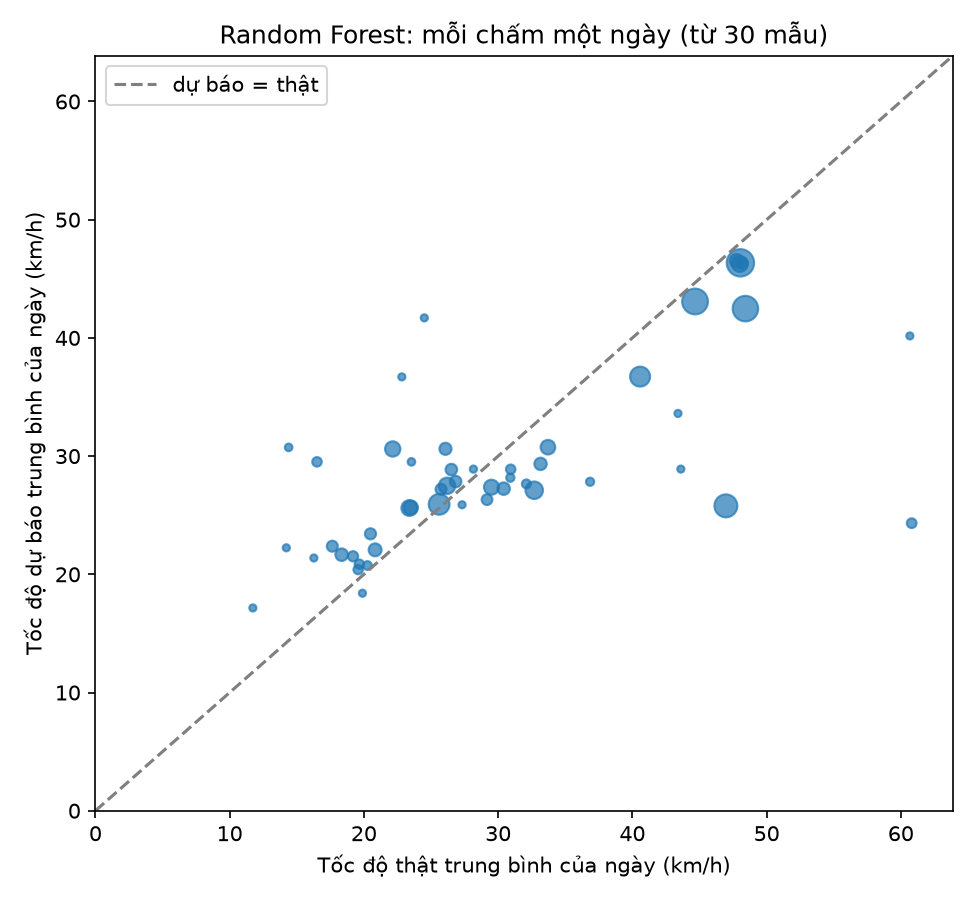 Random Forest: mỗi chấm một ngày (từ 30 mẫu)
dự báo = thật
60
50
40
30
20
10
0
Tốc độ dự báo trung bình của ngày (km/h)
0 10 20 30 40 50 60
Tốc độ thật trung bình của ngày (km/h)